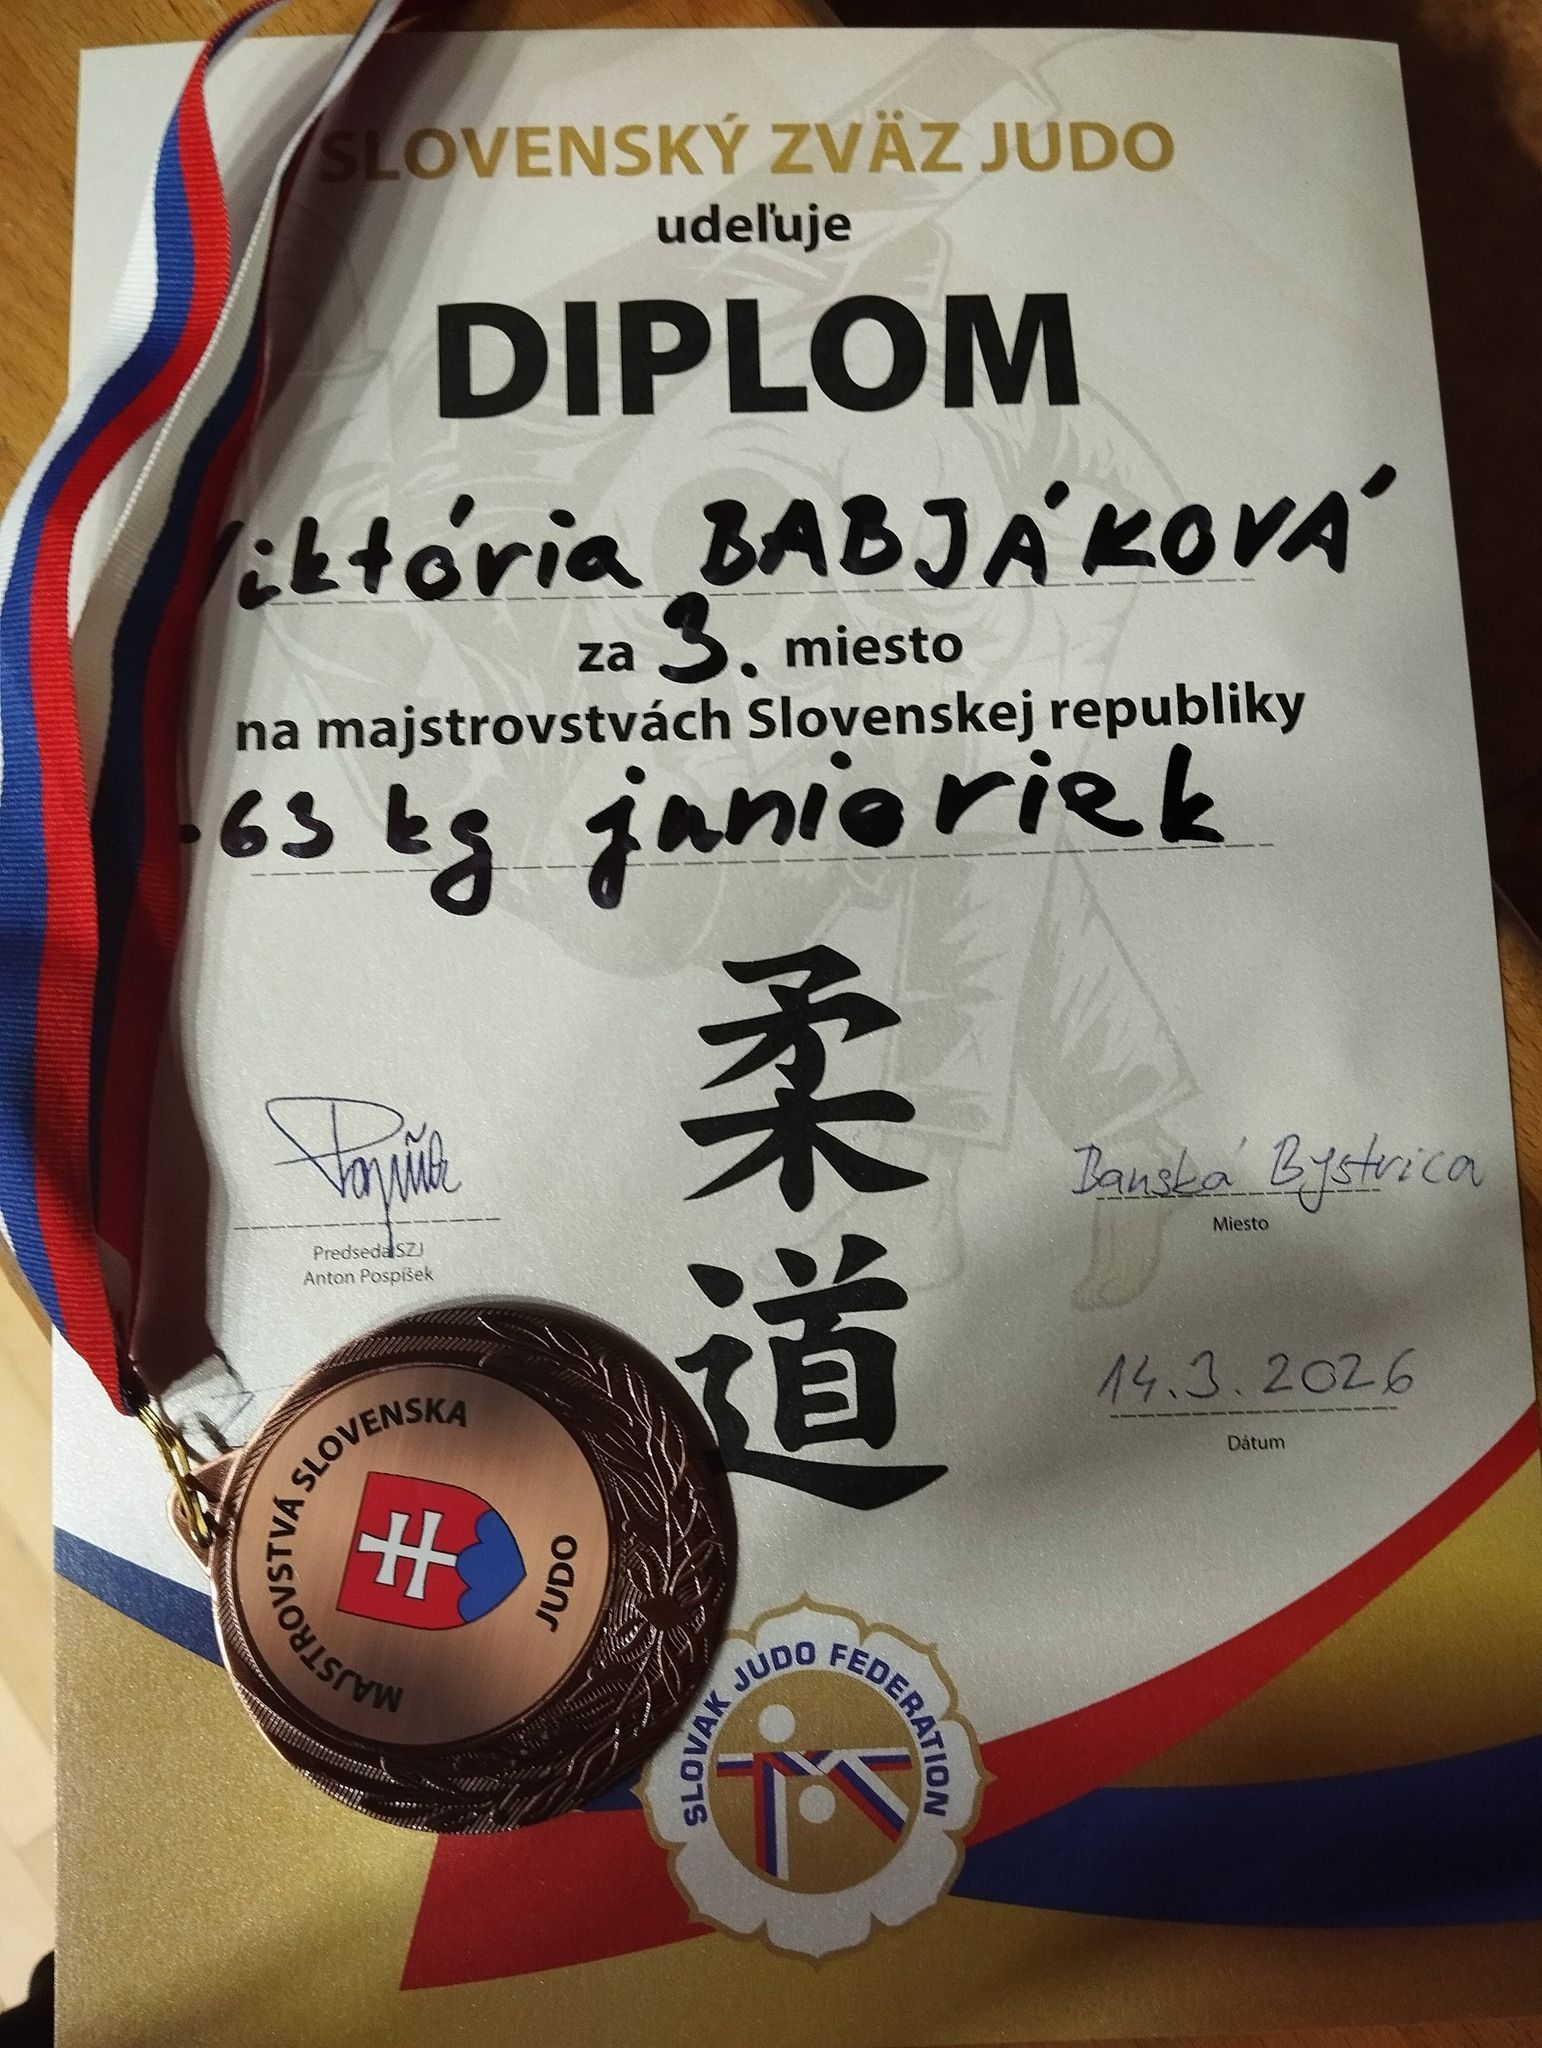 SLOVENSKÝ ZVÄZ JUDO
udeľuje
DIPLOM
Viktória BABJÁKOVÁ
za 3. miesto
na majstrovstvách Slovenskej republiky
-63 kg junioriek
柔
道
Predseda SZJ
Anton Pospíšek
Banská Bystrica
Miesto
14.3.2026
Dátum
MAJSTROVSTVÁ SLOVENSKA
JUDO
SLOVAK JUDO FEDERATION